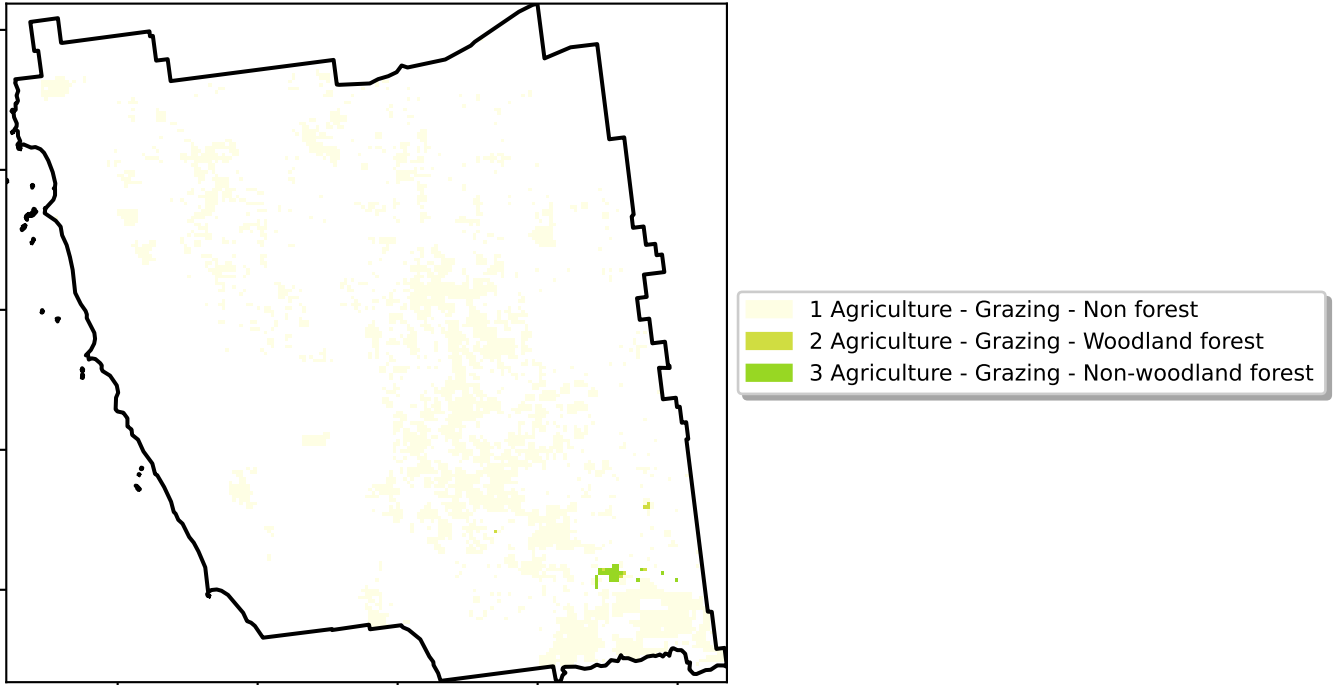 1 Agriculture - Grazing - Non forest
2 Agriculture - Grazing - Woodland forest
3 Agriculture - Grazing - Non-woodland forest